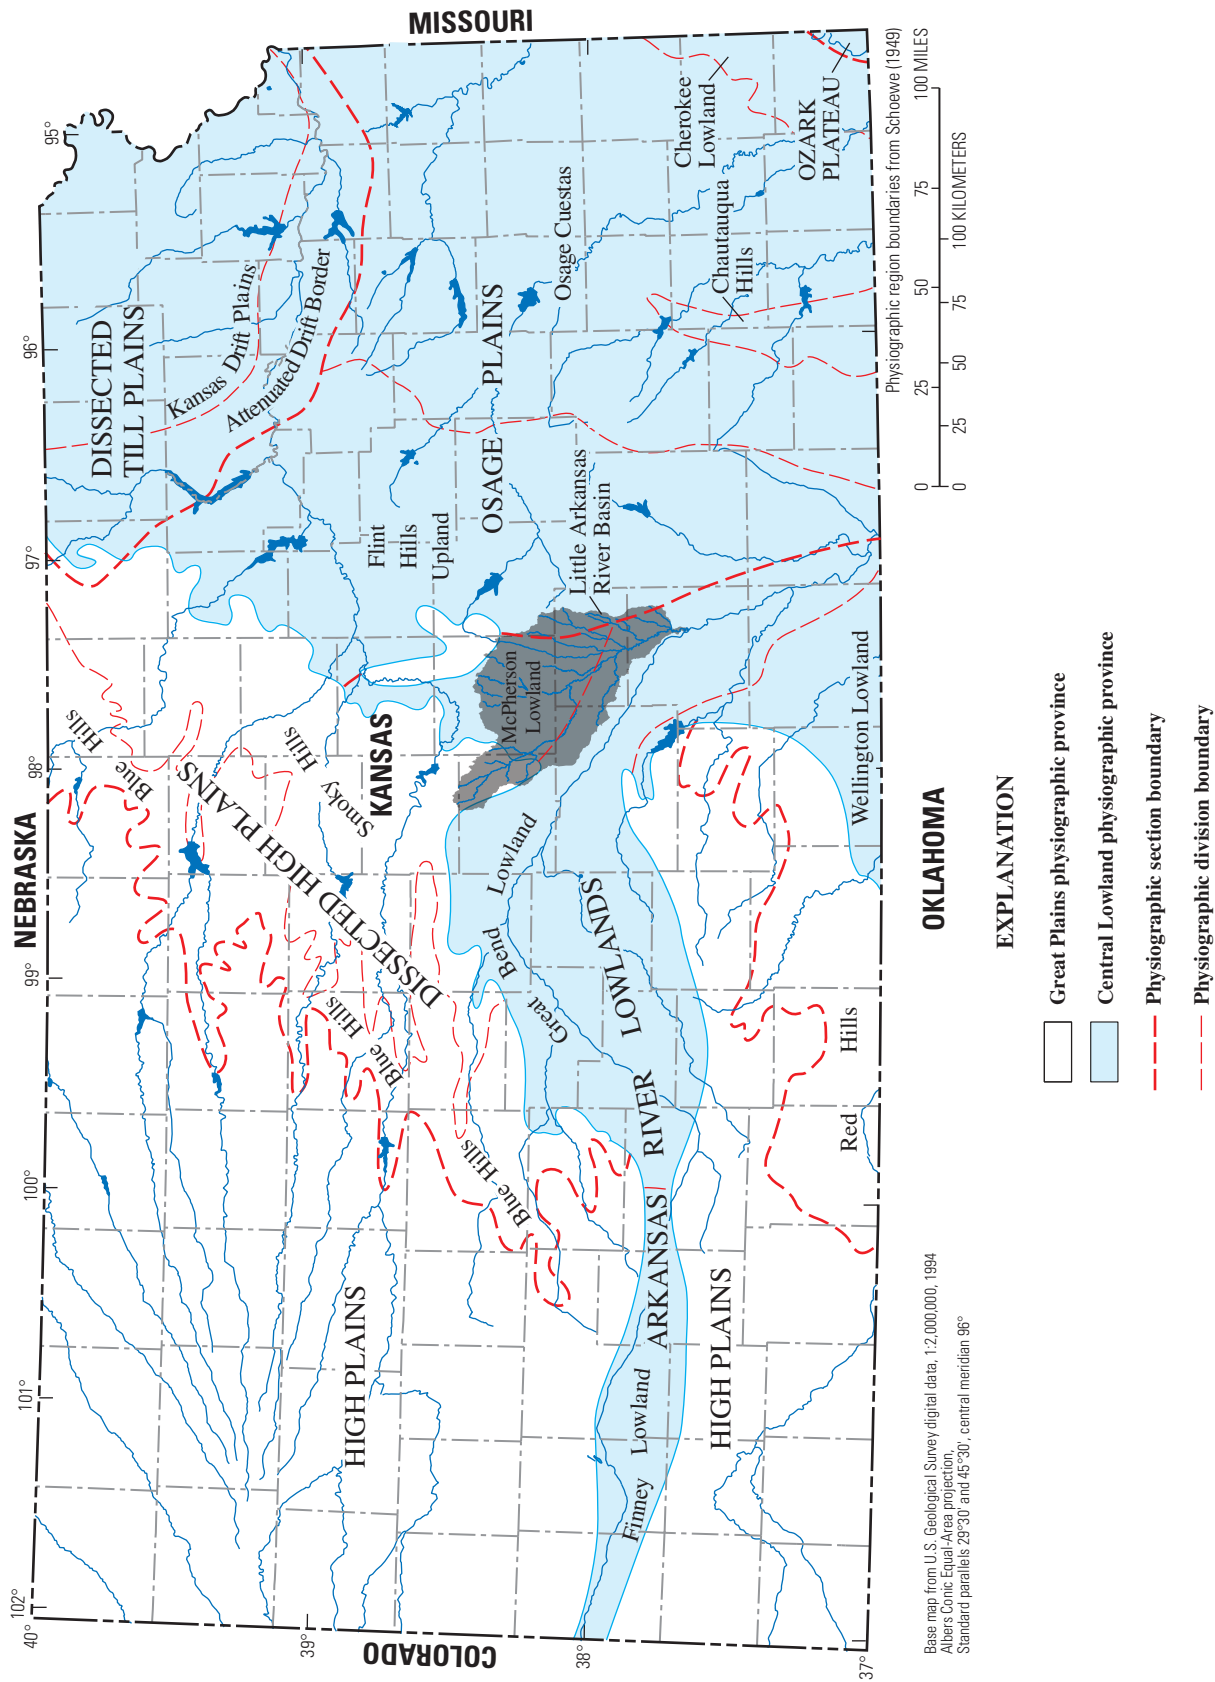 NEBRASKA
MISSOURI
COLORADO
OKLAHOMA
KANSAS
40°
102°
101°
100°
99°
98°
97°
96°
95°
39°
38°
37°
DISSECTED
TILL PLAINS
Kansas Drift Plains
Attenuated Drift Border
Blue Hills
DISSECTED HIGH PLAINS
Smoky Hills
Blue Hills
Blue Hills
HIGH PLAINS
Flint
Hills
Upland
OSAGE PLAINS
Osage Cuestas
Cherokee
Lowland
OZARK
PLATEAU
Chautauqua
Hills
Little Arkansas
River Basin
McPherson
Lowland
Great Bend Lowland
ARKANSAS RIVER LOWLANDS
Finney Lowland
HIGH PLAINS
Red Hills
Wellington Lowland
Base map from U.S. Geological Survey digital data, 1:2,000,000, 1994
Albers Conic Equal-Area projection,
Standard parallels 29°30' and 45°30', central meridian 96°
Physiographic region boundaries from Schoewe (1949)
0 25 50 75 100 MILES
0 25 50 75 100 KILOMETERS
EXPLANATION
Great Plains physiographic province
Central Lowland physiographic province
Physiographic section boundary
Physiographic division boundary